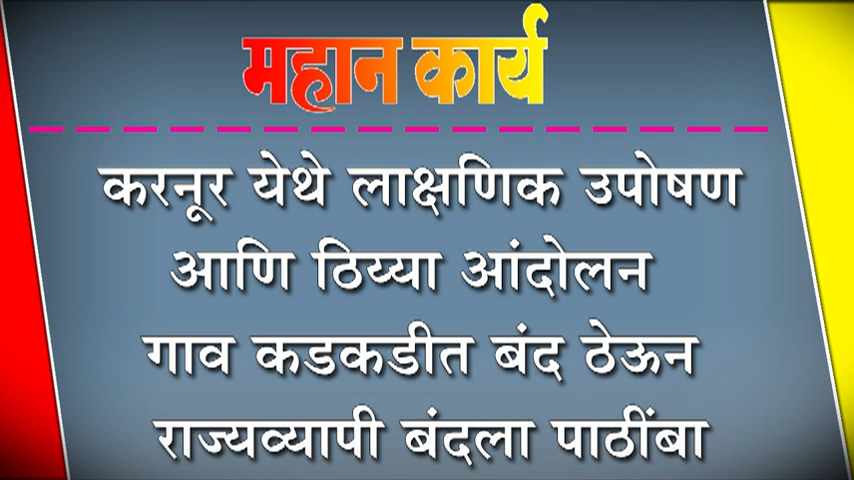 महान कार्य
करनूर येथे लाक्षणिक उपोषण
आणि ठिय्या आंदोलन
गाव कडकडीत बंद ठेऊन
राज्यव्यापी बंदला पाठींबा